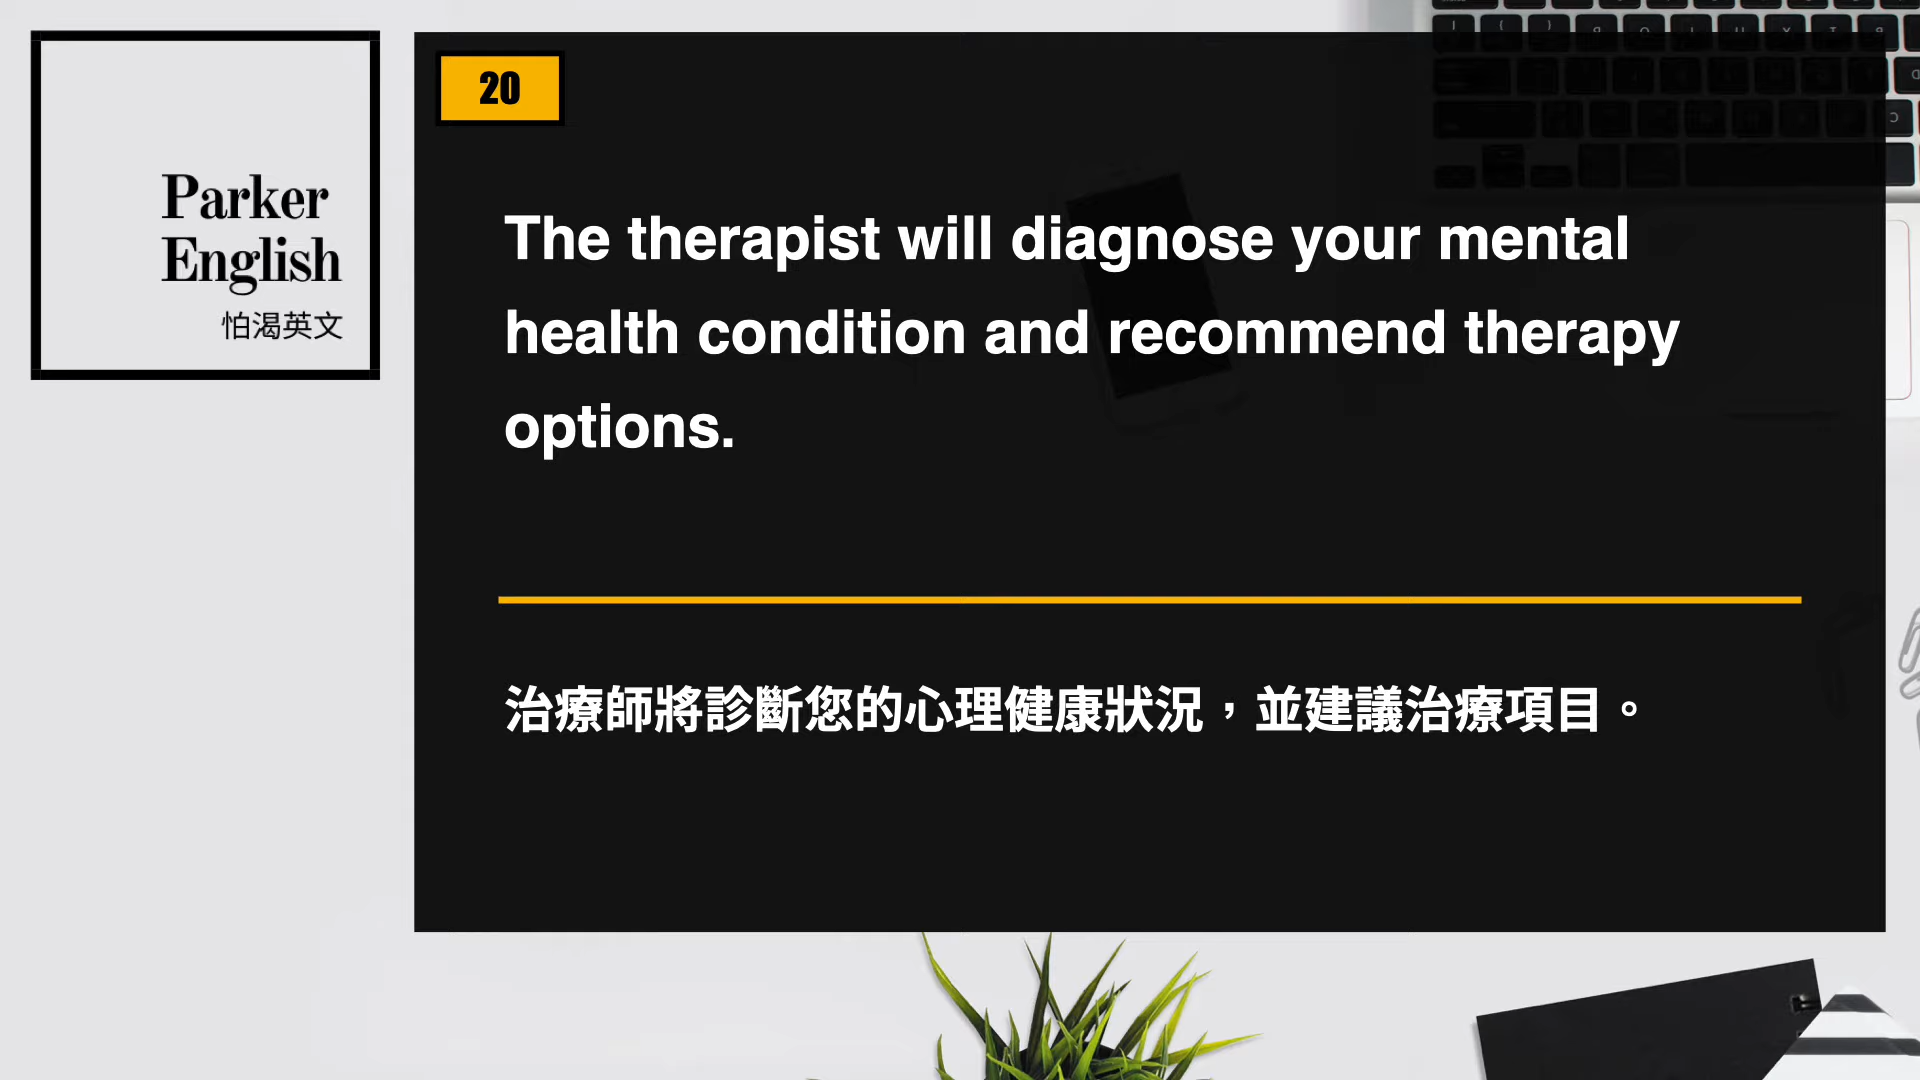 Parker
English
怕渴英文
20
The therapist will diagnose your mental
health condition and recommend therapy
options.
治療師將診斷您的心理健康狀況，並建議治療項目。